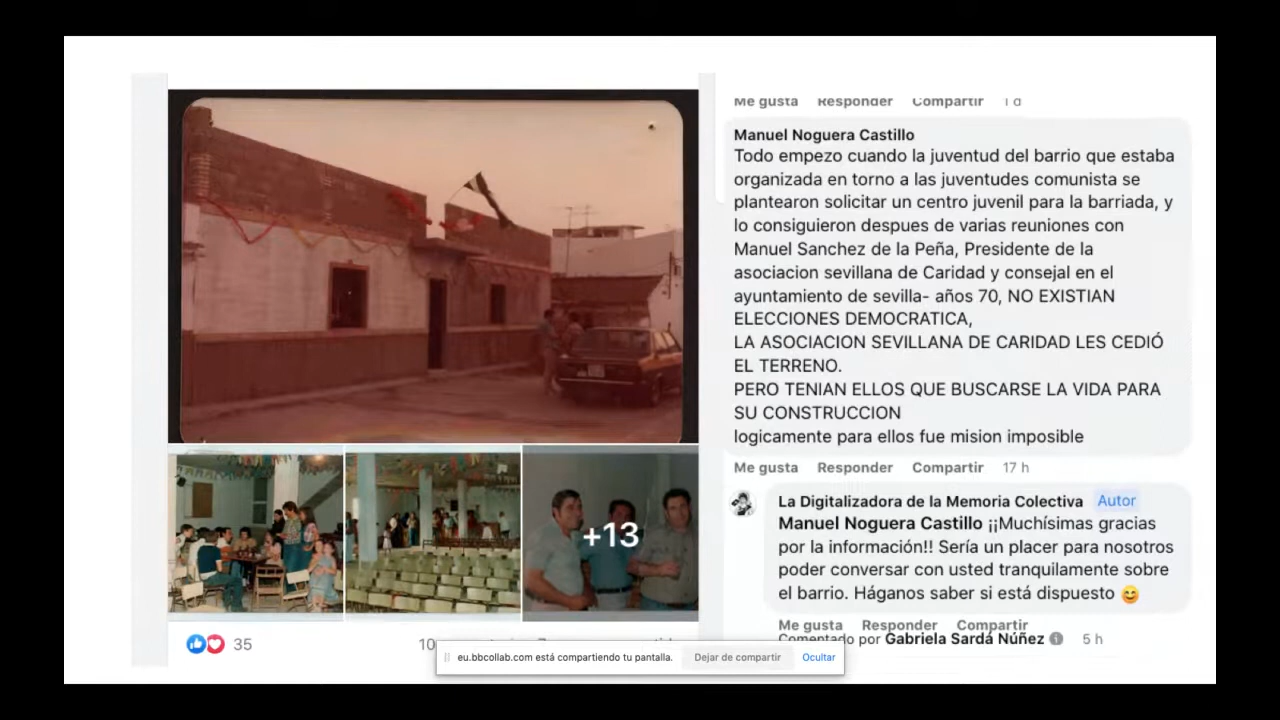 Me gusta Responder Compartir 1 d
Manuel Noguera Castillo
Todo empezo cuando la juventud del barrio que estaba
organizada en torno a las juventudes comunista se
plantearon solicitar un centro juvenil para la barriada, y
lo consiguieron despues de varias reuniones con
Manuel Sanchez de la Peña, Presidente de la
asociacion sevillana de Caridad y consejal en el
ayuntamiento de sevilla- años 70, NO EXISTIAN
ELECCIONES DEMOCRATICA,
LA ASOCIACION SEVILLANA DE CARIDAD LES CEDIÓ
EL TERRENO.
PERO TENIAN ELLOS QUE BUSCARSE LA VIDA PARA
SU CONSTRUCCION
logicamente para ellos fue mision imposible
Me gusta Responder Compartir 17 h
La Digitalizadora de la Memoria Colectiva Autor
Manuel Noguera Castillo ¡¡Muchísimas gracias
por la información!! Sería un placer para nosotros
poder conversar con usted tranquilamente sobre
el barrio. Háganos saber si está dispuesto 😊
Me gusta Responder Compartir
Comentado por Gabriela Sardá Núñez 5 h
+13
35
10
eu.bbcollab.com está compartiendo tu pantalla. Dejar de compartir Ocultar